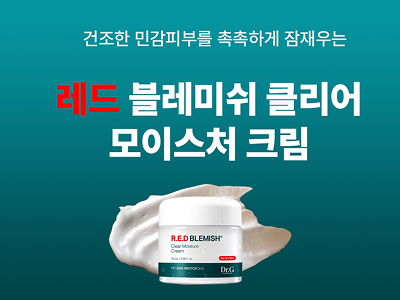 건조한 민감피부를 촉촉하게 잠재우는
레드 블레미쉬 클리어
모이스처 크림
R.E.D BLEMISH®
Clear Moisture
Cream
Dr.G